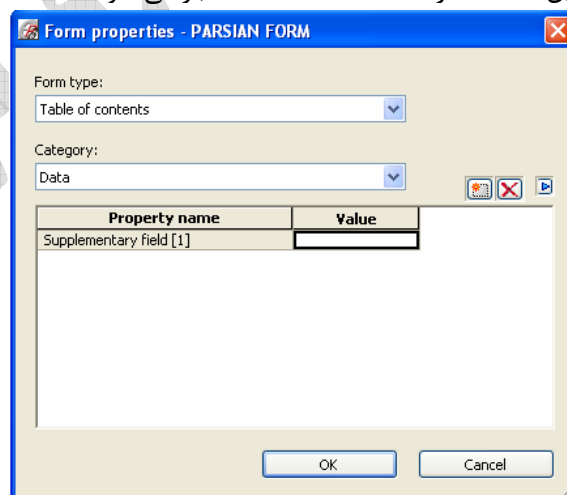 Form properties - PARSIAN FORM
Form type:
Table of contents
Category:
Data
Property name Value
Supplementary field [1]
OK Cancel